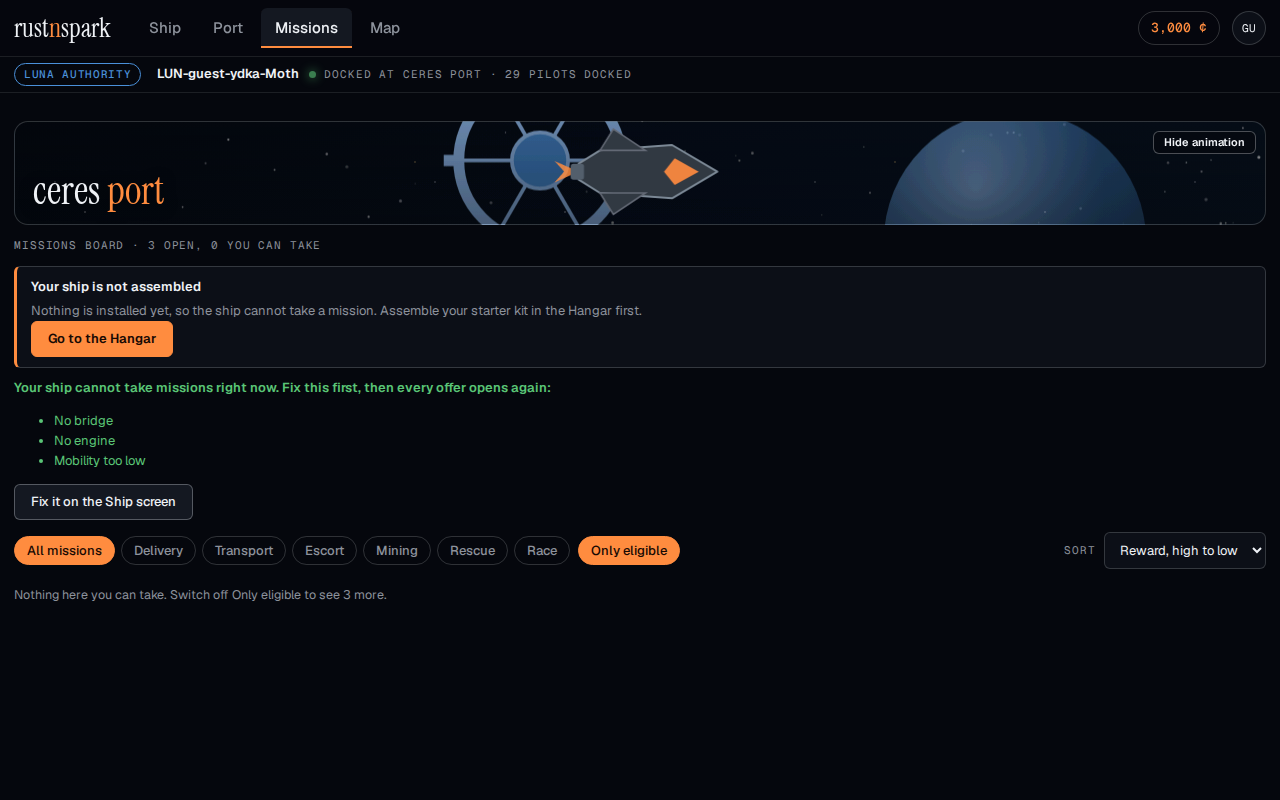 rustnspark Ship Port Missions Map 3,000 ¢ GU
LUNA AUTHORITY LUN-guest-ydka-Moth DOCKED AT CERES PORT · 29 PILOTS DOCKED
Hide animation
ceres port
MISSIONS BOARD · 3 OPEN, 0 YOU CAN TAKE
Your ship is not assembled
Nothing is installed yet, so the ship cannot take a mission. Assemble your starter kit in the Hangar first.
Go to the Hangar
Your ship cannot take missions right now. Fix this first, then every offer opens again:
• No bridge
• No engine
• Mobility too low
Fix it on the Ship screen
All missions Delivery Transport Escort Mining Rescue Race Only eligible SORT Reward, high to low
Nothing here you can take. Switch off Only eligible to see 3 more.